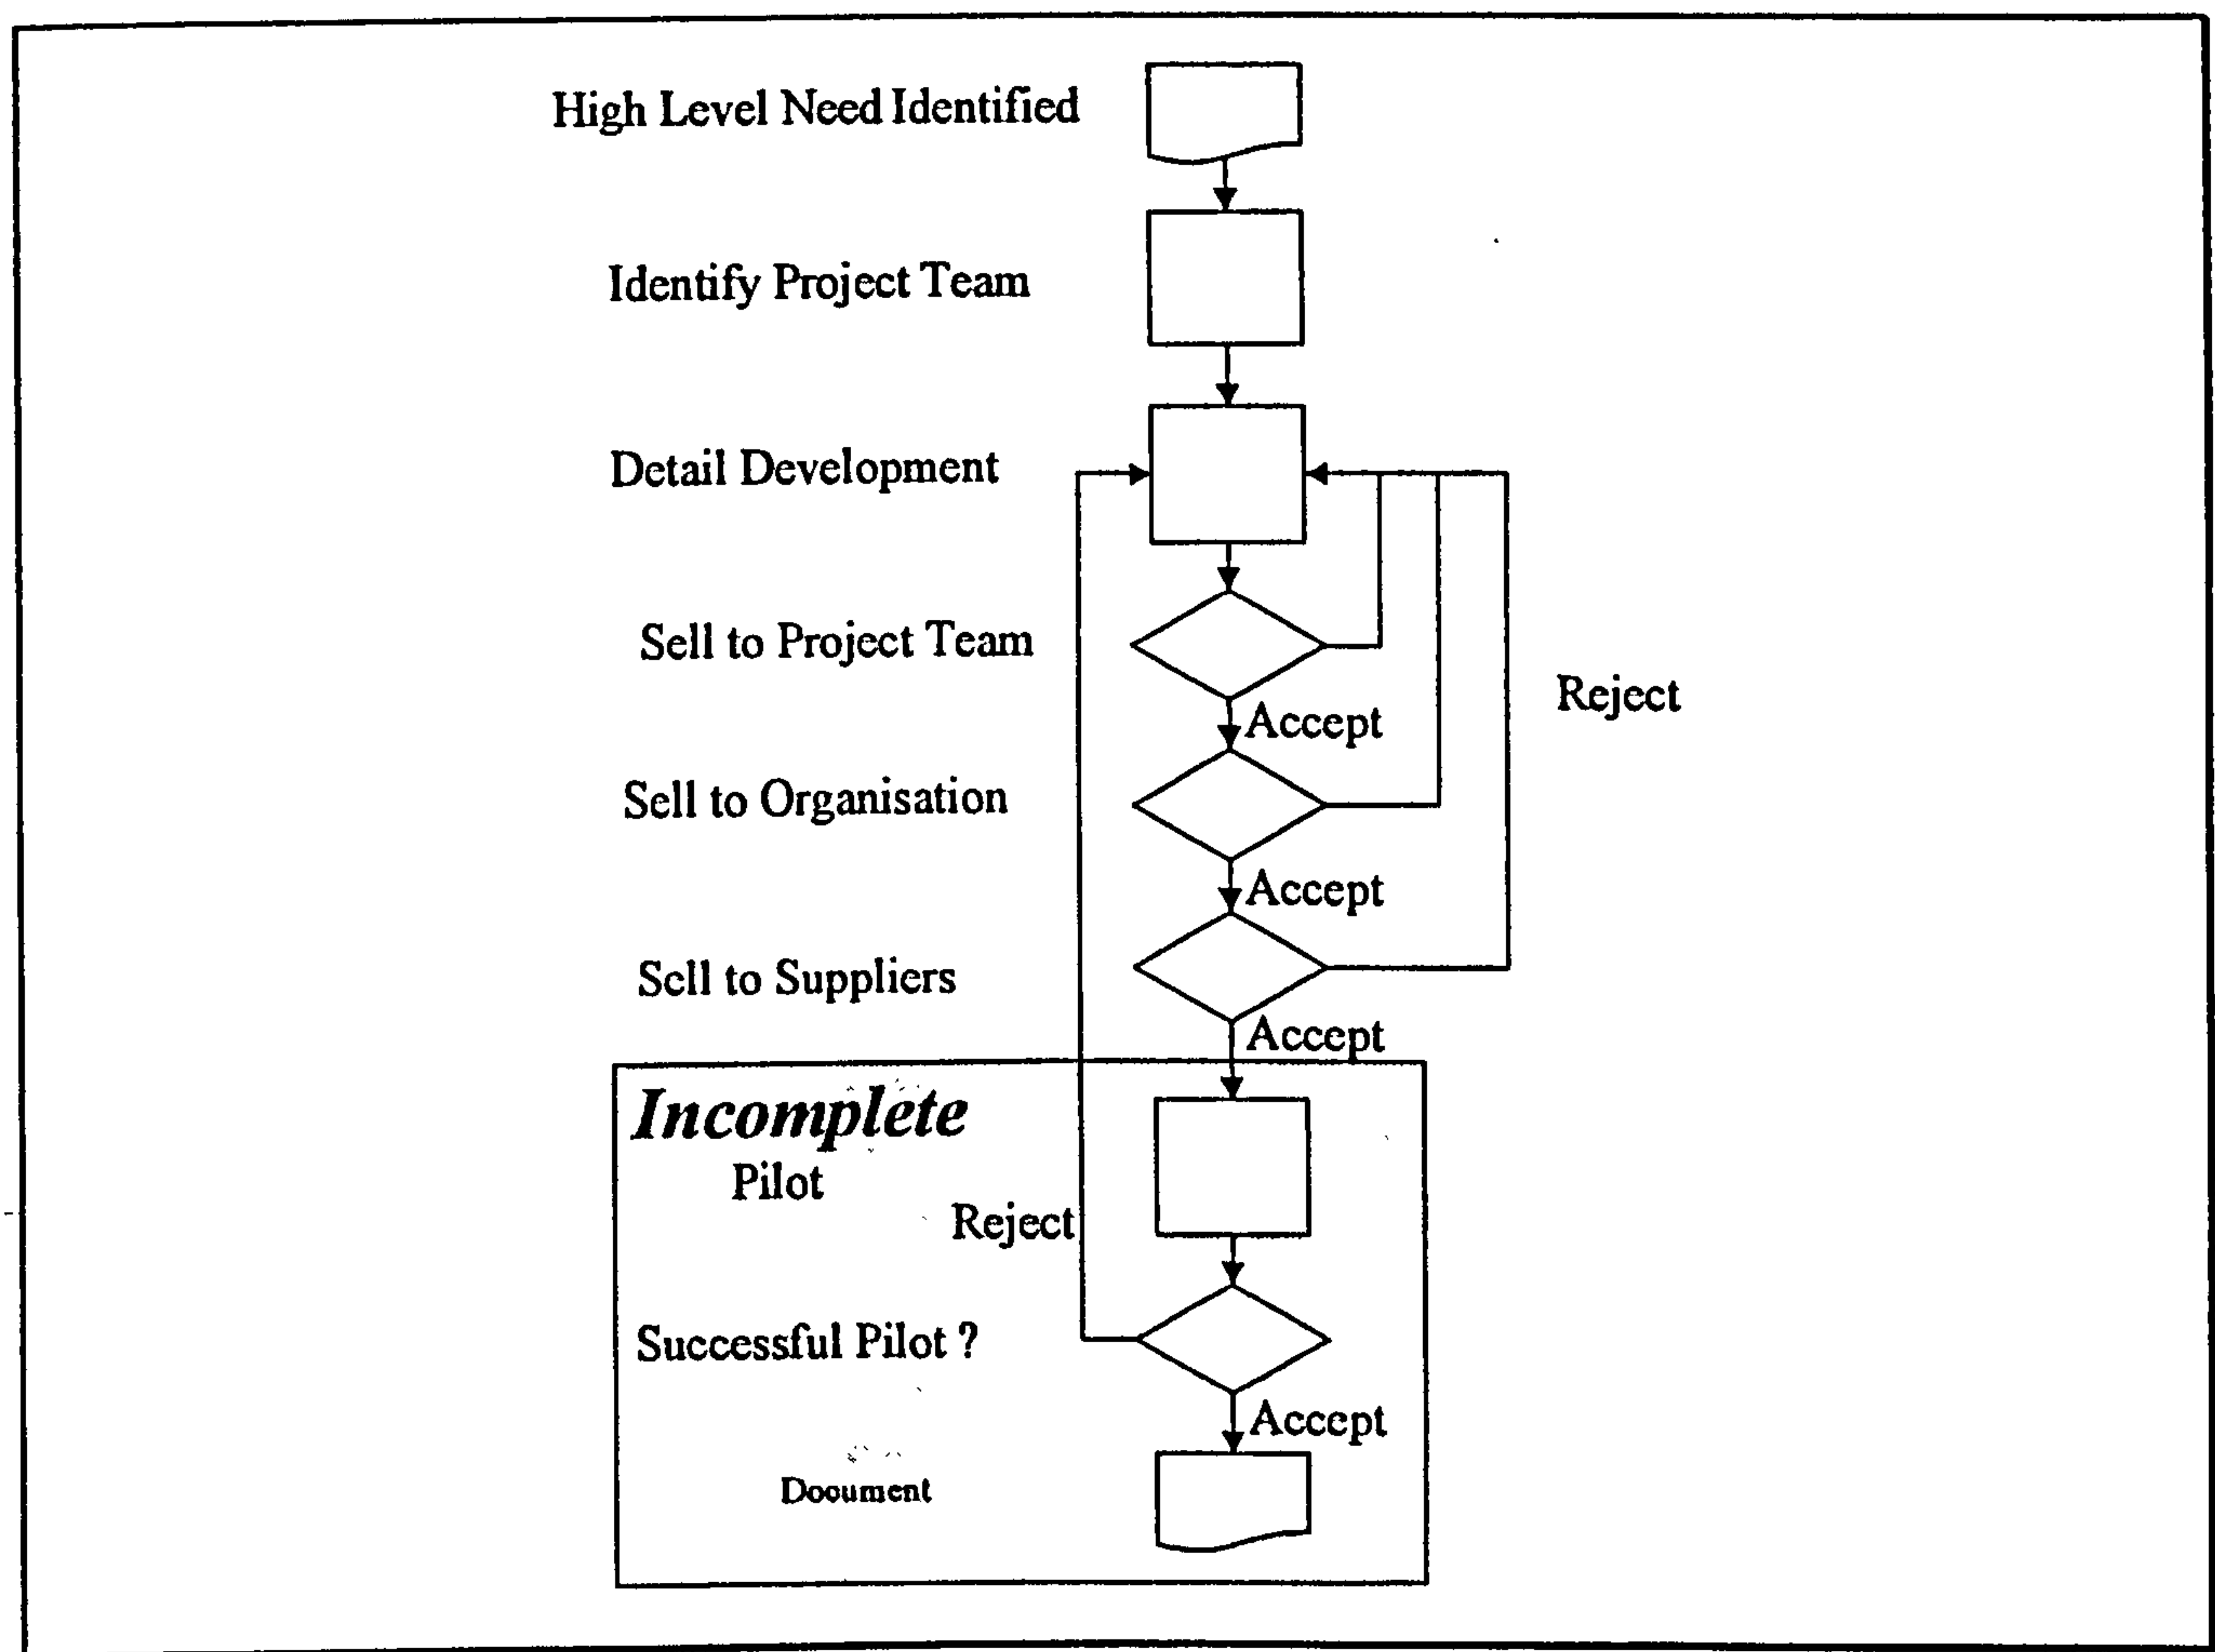 High Level Need Identified
Identify Project Team
Detail Development
Sell to Project Team
Reject
Accept
Sell to Organisation
Accept
Sell to Suppliers
Accept
Incomplete
Pilot
Reject
Successful Pilot ?
Accept
Document